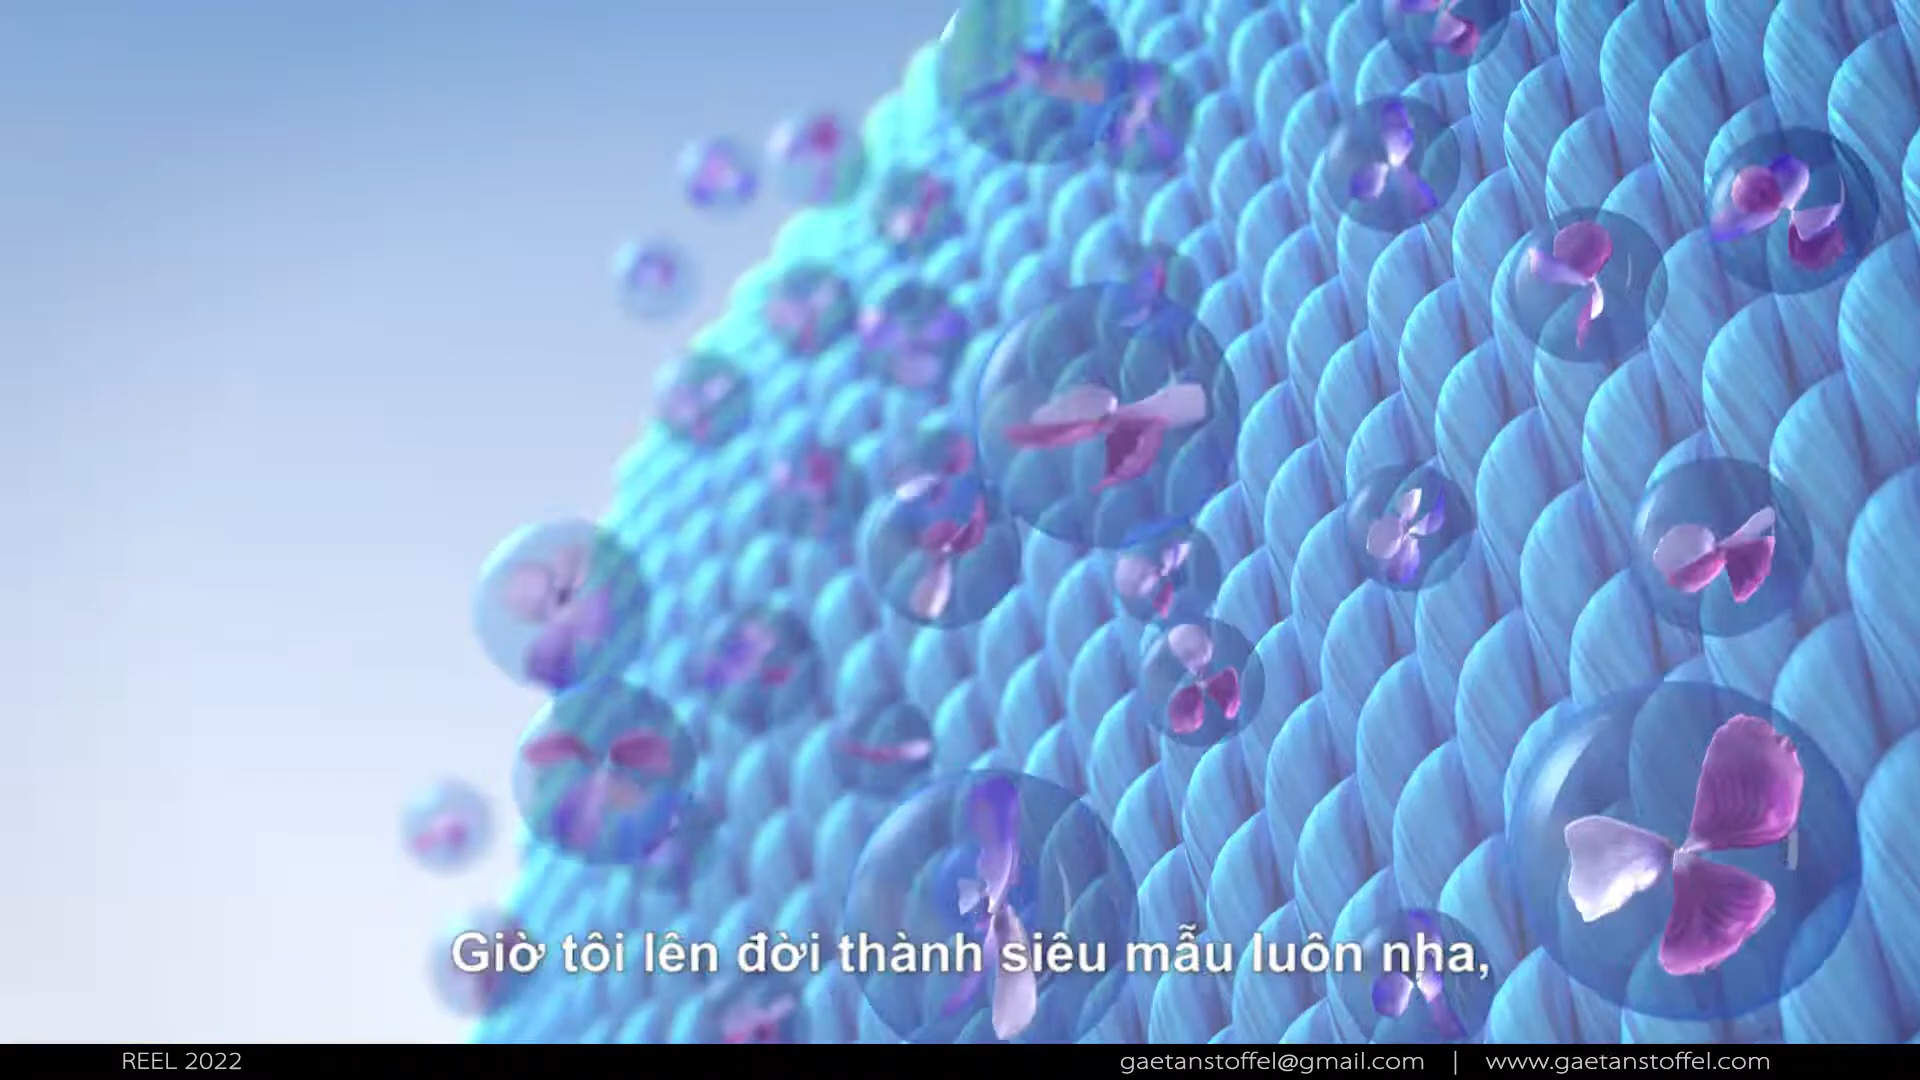 Giờ tôi lên đời thành siêu mẫu luôn nha,
REEL 2022
gaetanstoffel@gmail.com | www.gaetanstoffel.com